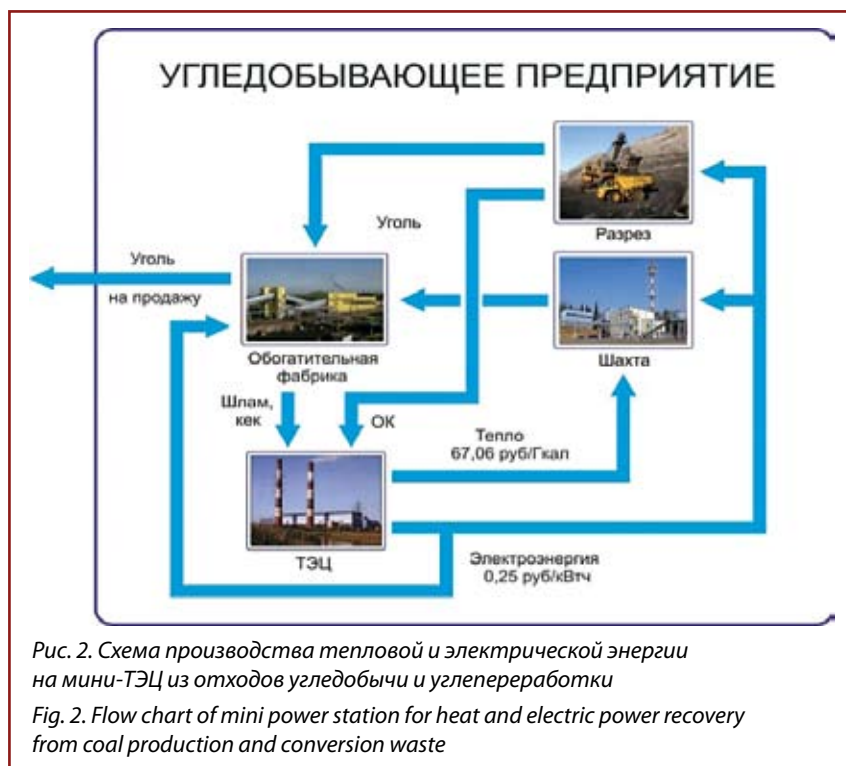 УГЛЕДОБЫВАЮЩЕЕ ПРЕДПРИЯТИЕ
Уголь
Разрез
Уголь
на продажу
Обогатительная
фабрика
Шахта
Шлам,
кек
ОК
Тепло
67,06 руб/Гкал
ТЭЦ
Электроэнергия
0,25 руб/кВтч
Рис. 2. Схема производства тепловой и электрической энергии
на мини-ТЭЦ из отходов угледобычи и углепереработки
Fig. 2. Flow chart of mini power station for heat and electric power recovery
from coal production and conversion waste